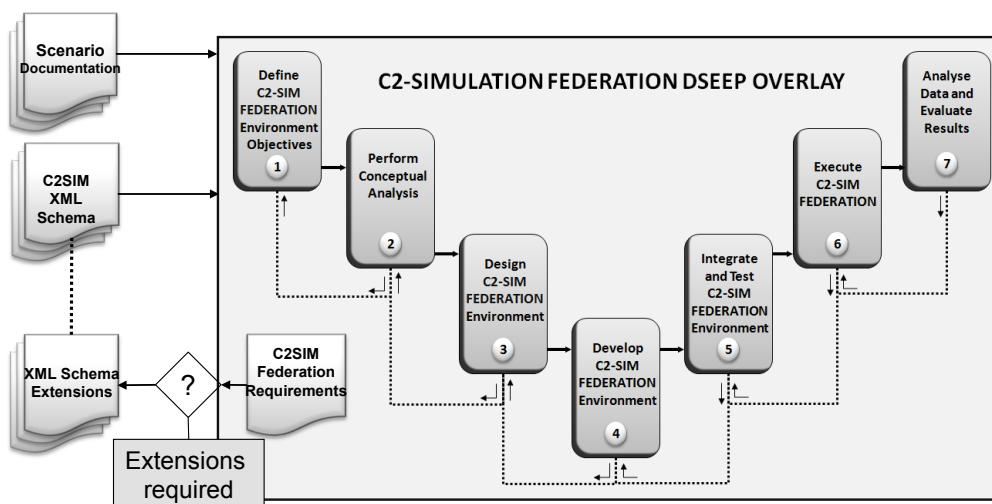 Scenario
Documentation
C2SIM
XML
Schema
XML Schema
Extensions
?
C2SIM
Federation
Requirements
Extensions
required
C2-SIMULATION FEDERATION DSEEP OVERLAY
Define
C2-SIM
FEDERATION
Environment
Objectives
1
Perform
Conceptual
Analysis
2
Design
C2-SIM
FEDERATION
Environment
3
Develop
C2-SIM
FEDERATION
Environment
4
Integrate
and Test
C2-SIM
FEDERATION
Environment
5
Execute
C2-SIM
FEDERATION
6
Analyse
Data and
Evaluate
Results
7